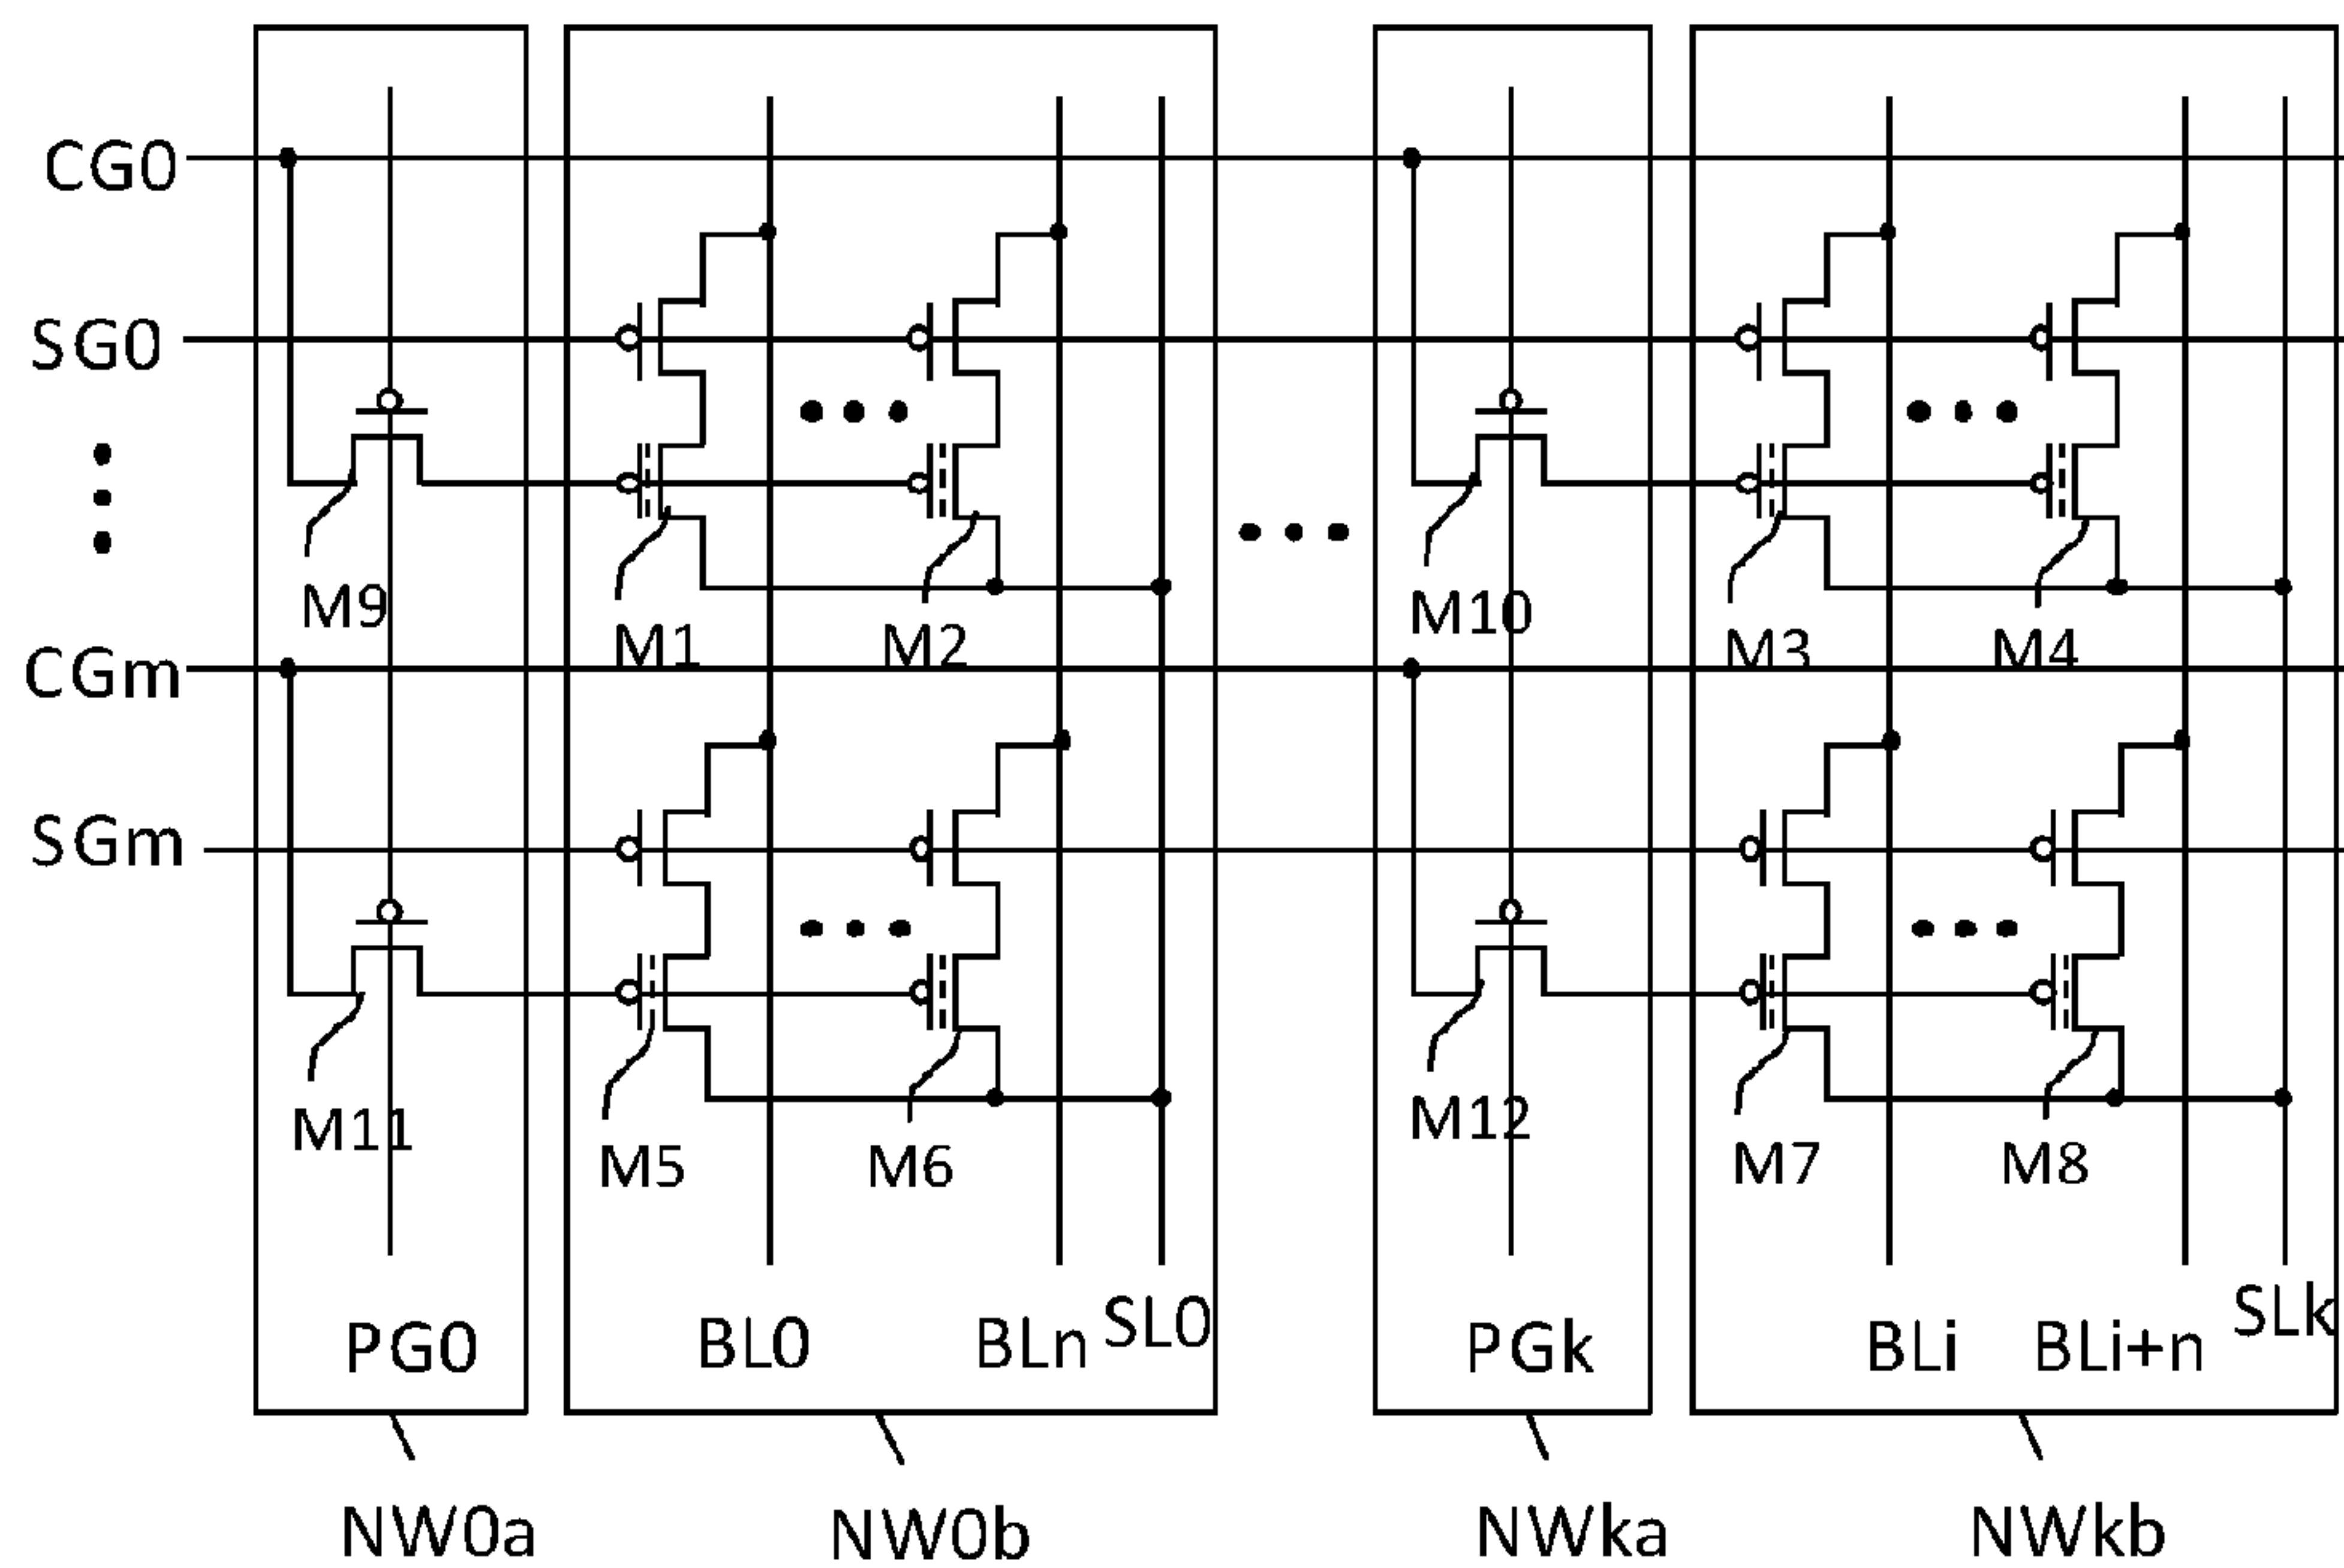 CG0
SG0
M9
M1
M2
M10
M3
M4
CGm
SGm
M11
M5
M6
M12
M7
M8
PG0
BL0
BLn
SL0
PGk
BLi
BLi+n
SLk
NW0a
NW0b
NWka
NWkb